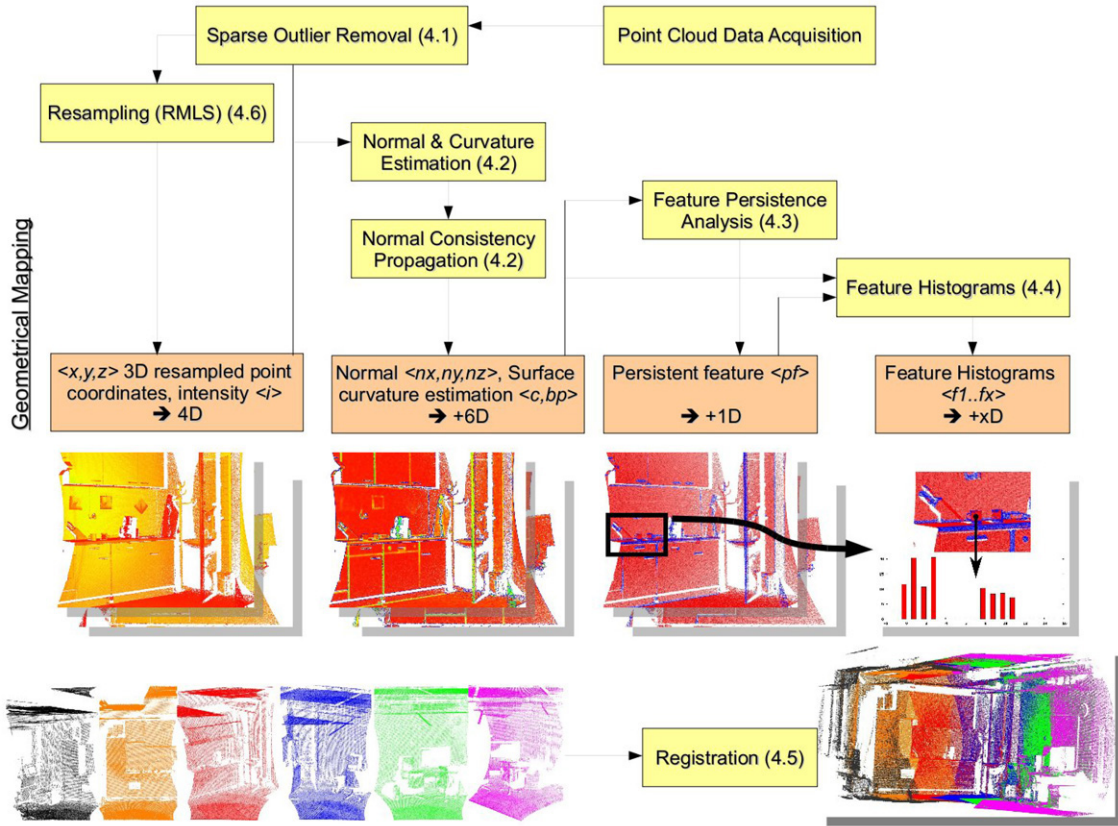 Sparse Outlier Removal (4.1)
Point Cloud Data Acquisition
Resampling (RMLS) (4.6)
Normal & Curvature
Estimation (4.2)
Feature Persistence
Analysis (4.3)
Normal Consistency
Propagation (4.2)
Feature Histograms (4.4)
Geometrical Mapping
<x,y,z> 3D resampled point
coordinates, intensity <i>
➔ 4D
Normal <nx,ny,nz>, Surface
curvature estimation <c,bp>
➔ +6D
Persistent feature <pf>
➔ +1D
Feature Histograms
<f1..fx>
➔ +xD
Registration (4.5)